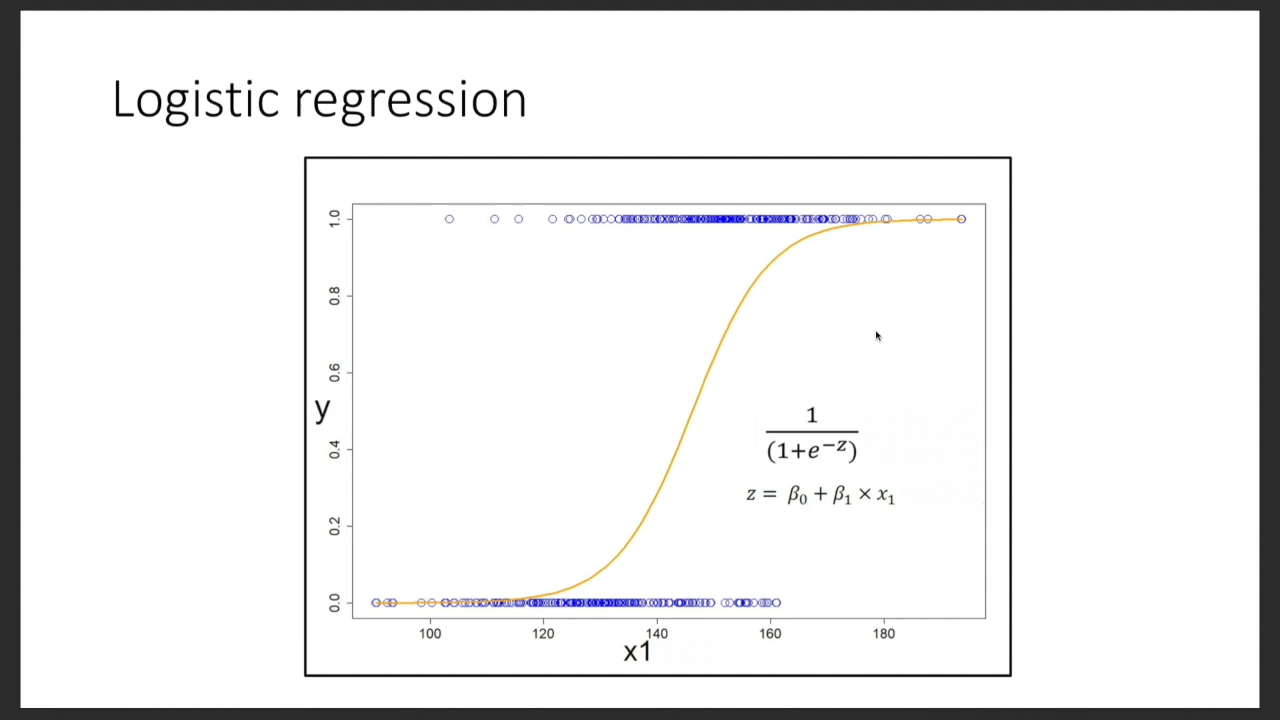 Logistic regression
1.0
0.8
0.6
y
0.4
0.2
0.0
1
(1+e^{−z})
z = β₀ + β₁ × x₁
100 120 140 160 180
x1